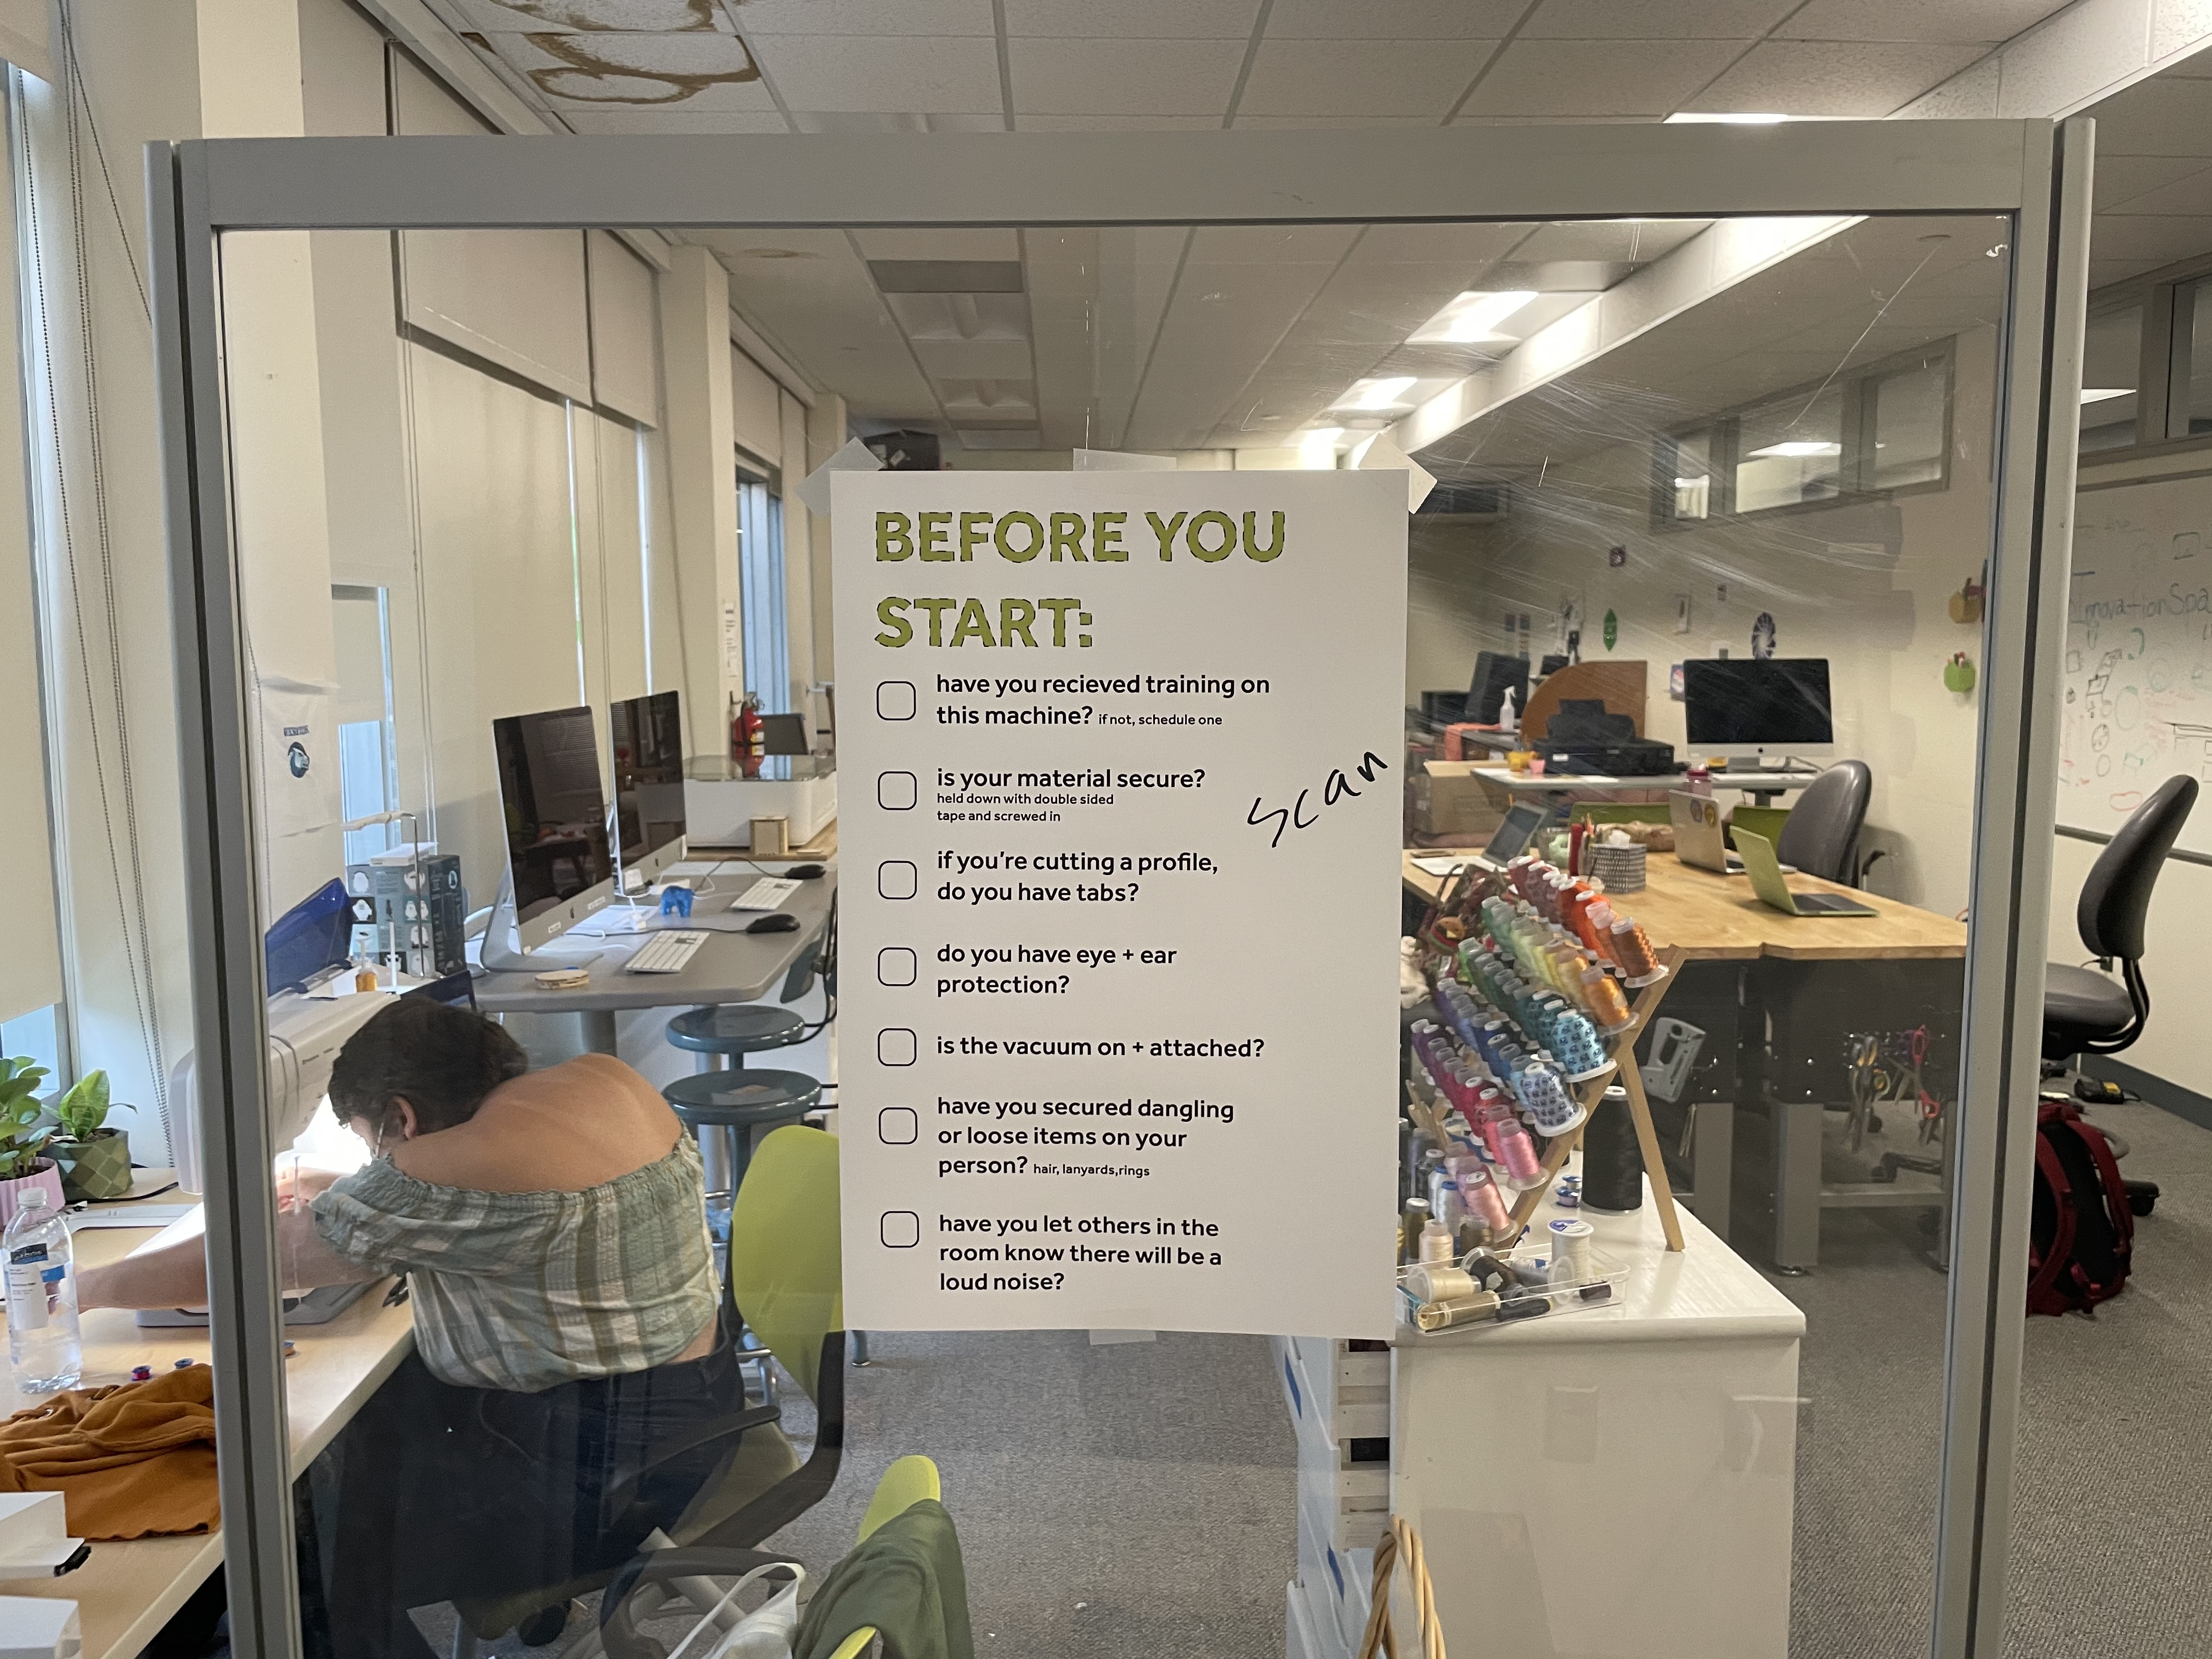 BEFORE YOU
START:
have you recieved training on
this machine? if not, schedule one
is your material secure?
held down with double sided
tape and screwed in
scan
if you're cutting a profile,
do you have tabs?
do you have eye + ear
protection?
is the vacuum on + attached?
have you secured dangling
or loose items on your
person? hair, lanyards,rings
have you let others in the
room know there will be a
loud noise?